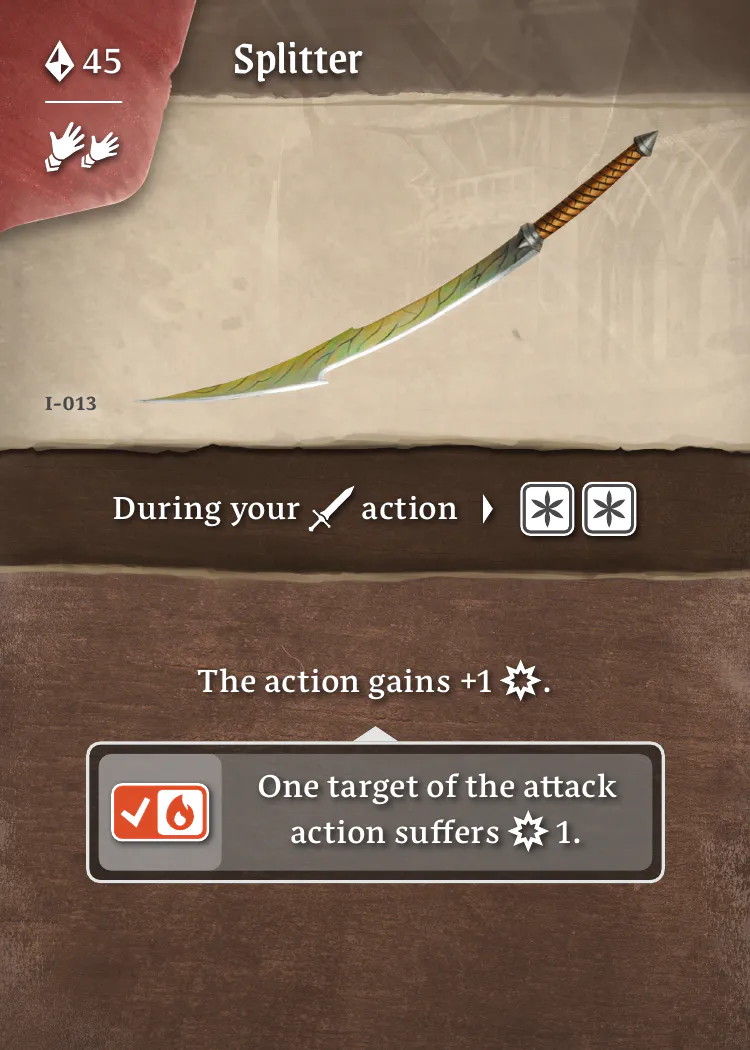 45
Splitter
I-013
During your action
The action gains +1 .
One target of the attack
action suffers 1.